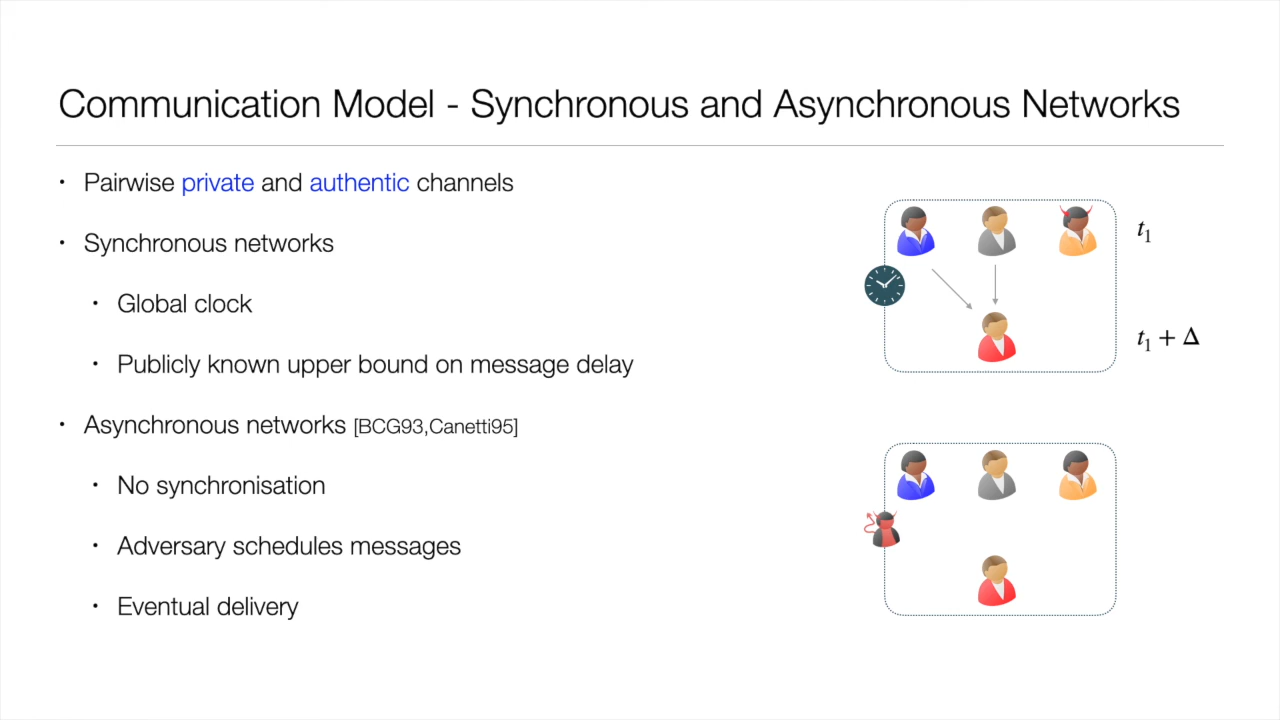 Communication Model - Synchronous and Asynchronous Networks
• Pairwise private and authentic channels
• Synchronous networks
• Global clock
• Publicly known upper bound on message delay
• Asynchronous networks [BCG93,Canetti95]
• No synchronisation
• Adversary schedules messages
• Eventual delivery
t₁
t₁ + Δ